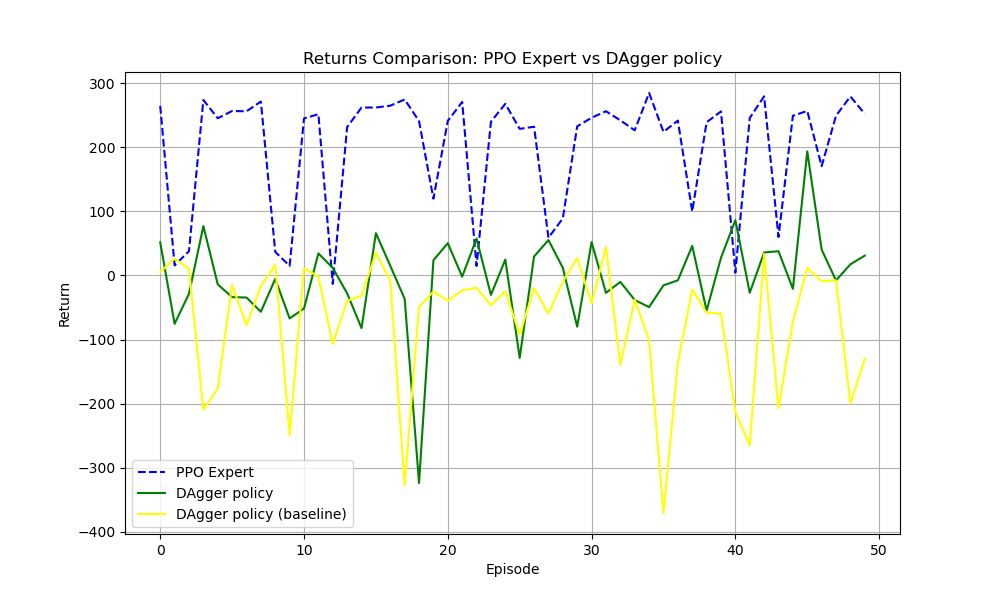 Returns Comparison: PPO Expert vs DAgger policy
300
200
100
0
−100
−200
−300
−400
Return
PPO Expert
DAgger policy
DAgger policy (baseline)
0 10 20 30 40 50
Episode